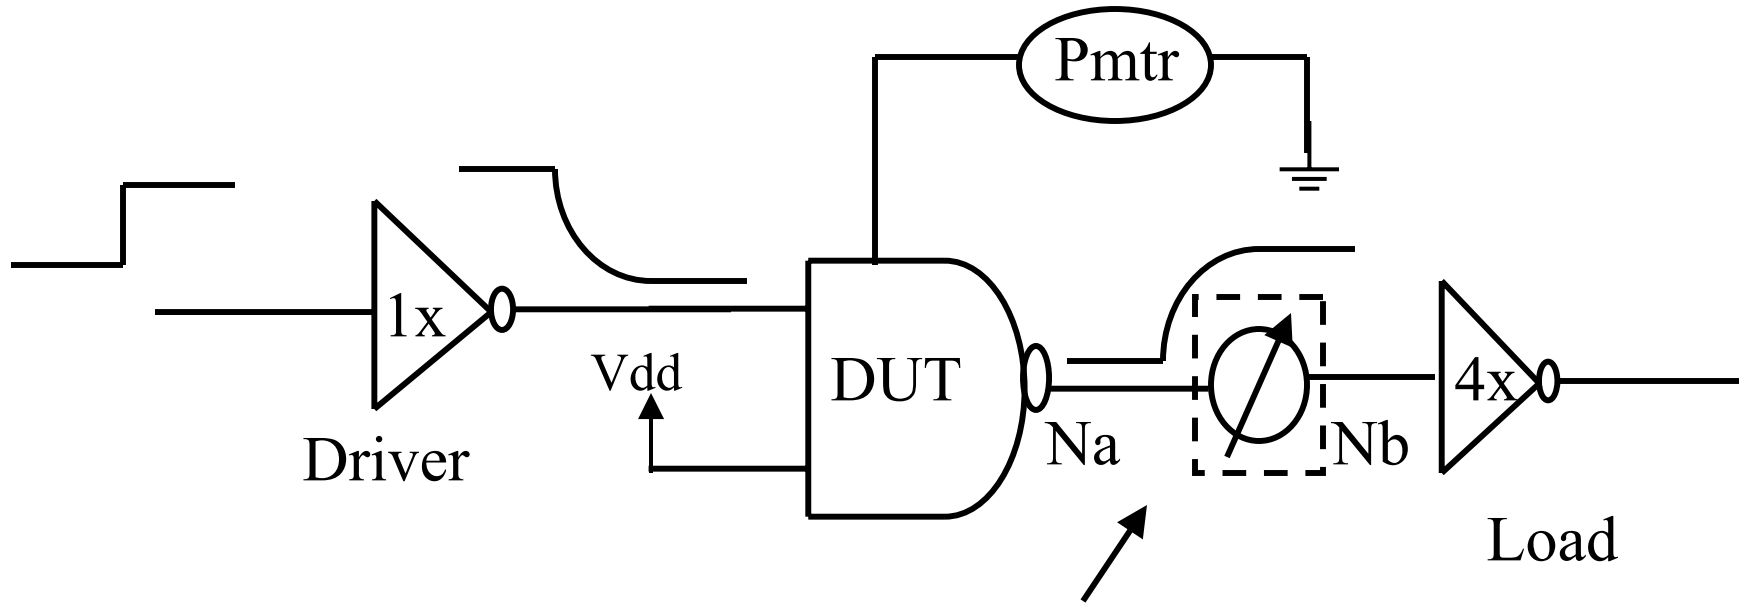 Pmtr
1x
Vdd
DUT
4x
Driver
Na
Nb
Load